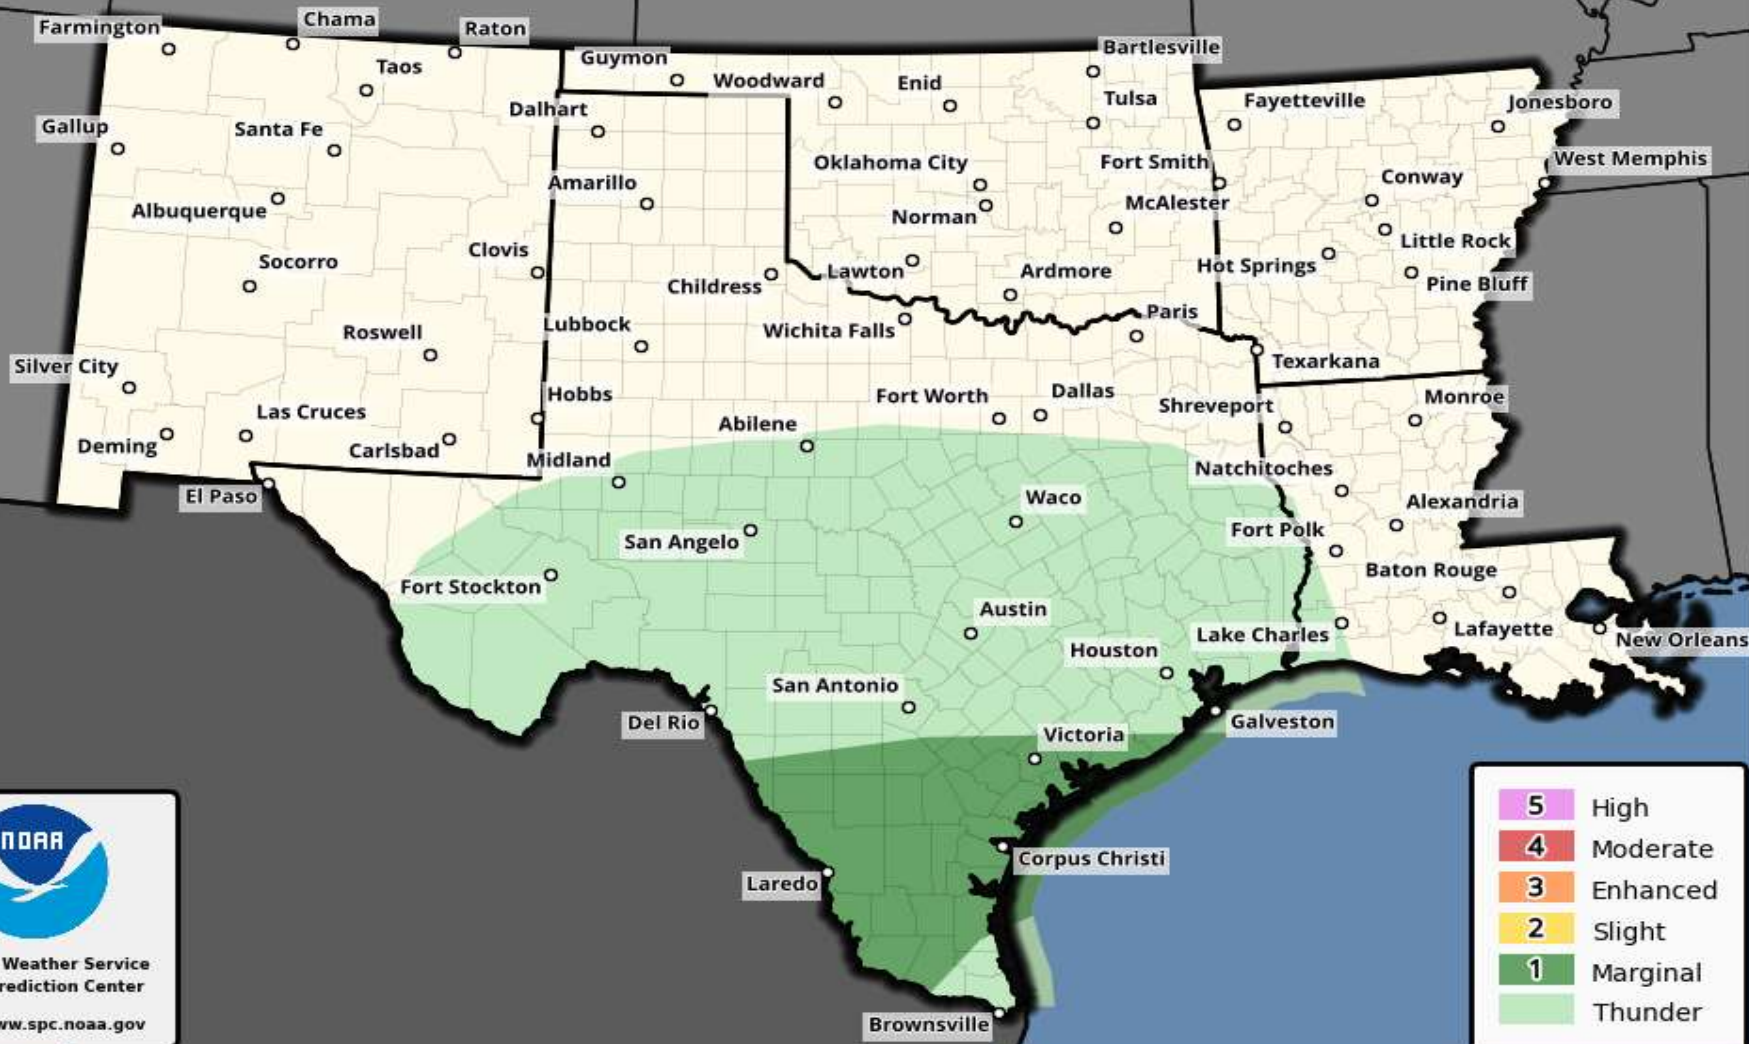 Farmington
Chama
Raton
Taos
Guymon
Woodward
Enid
Bartlesville
Tulsa
Fayetteville
Jonesboro
Gallup
Santa Fe
Dalhart
Oklahoma City
Fort Smith
West Memphis
Conway
Amarillo
Albuquerque
Norman
McAlester
Little Rock
Socorro
Clovis
Childress
Lawton
Ardmore
Hot Springs
Pine Bluff
Roswell
Lubbock
Wichita Falls
Paris
Texarkana
Silver City
Hobbs
Fort Worth
Dallas
Shreveport
Monroe
Las Cruces
Deming
Carlsbad
Abilene
Midland
Natchitoches
El Paso
Waco
Alexandria
San Angelo
Fort Polk
Fort Stockton
Baton Rouge
Austin
Lake Charles
Lafayette
New Orleans
Houston
San Antonio
Del Rio
Victoria
Galveston
Corpus Christi
Laredo
Brownsville
NOAA
Weather Service
rediction Center
ww.spc.noaa.gov
5 High
4 Moderate
3 Enhanced
2 Slight
1 Marginal
Thunder